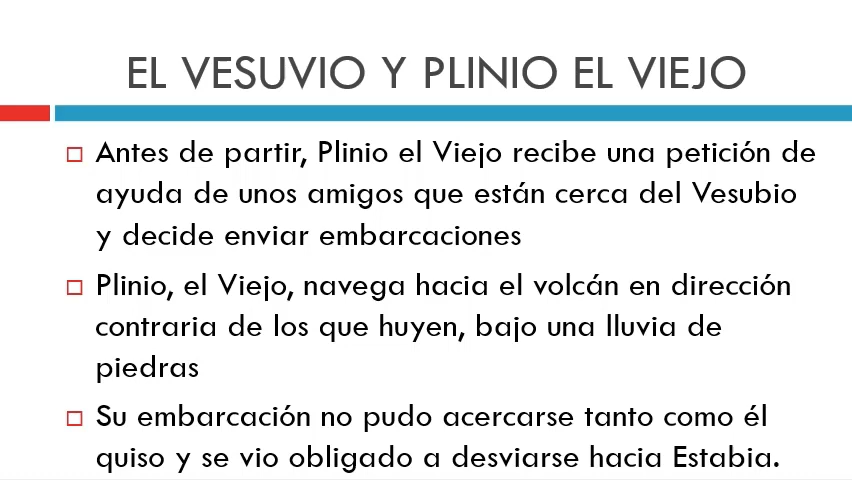 EL VESUVIO Y PLINIO EL VIEJO
Antes de partir, Plinio el Viejo recibe una petición de
ayuda de unos amigos que están cerca del Vesubio
y decide enviar embarcaciones
Plinio, el Viejo, navega hacia el volcán en dirección
contraria de los que huyen, bajo una lluvia de
piedras
Su embarcación no pudo acercarse tanto como él
quiso y se vio obligado a desviarse hacia Estabia.